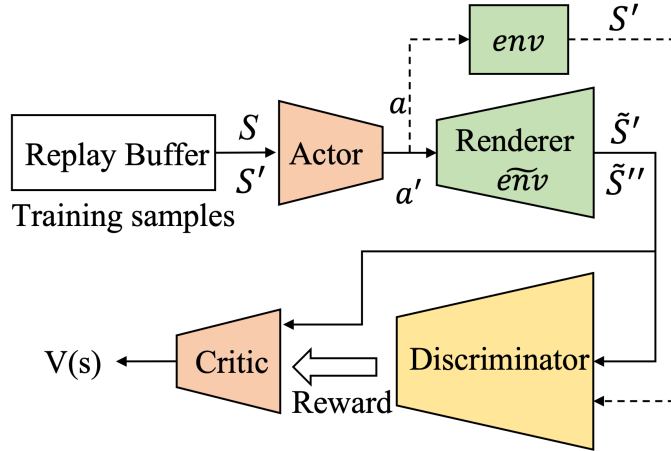 env
S′
a
Replay Buffer
S
S′
Actor
a′
Renderer
e͠nv
S̃′
S̃′′
Training samples
V(s)
Critic
Reward
Discriminator